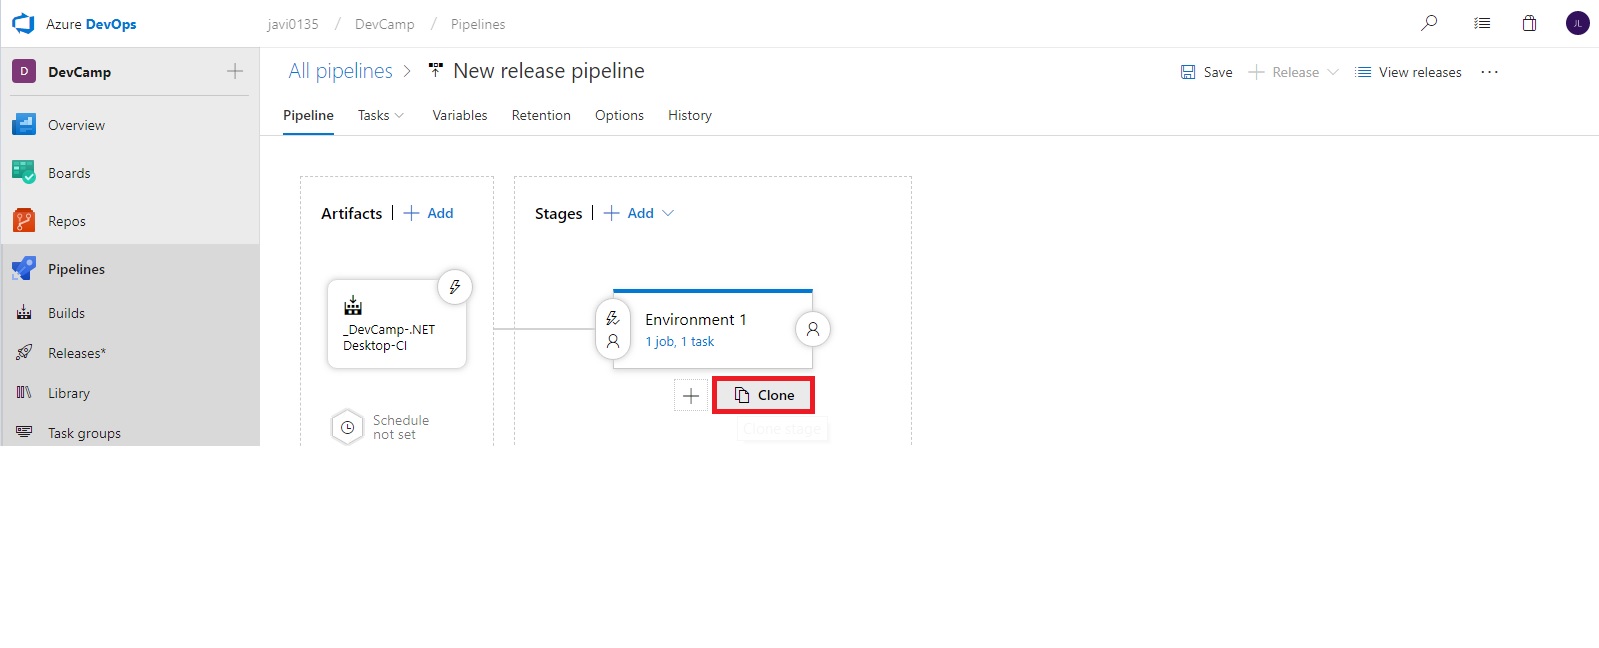 Azure DevOps
javi0135 / DevCamp / Pipelines
JL
D DevCamp
All pipelines > New release pipeline
Save Release View releases ...
Pipeline Tasks Variables Retention Options History
Overview
Boards
Repos
Pipelines
Builds
Releases*
Library
Task groups
Artifacts | + Add
Stages | + Add
_DevCamp-.NET
Desktop-CI
Schedule
not set
Environment 1
1 job, 1 task
Clone
Clone stage